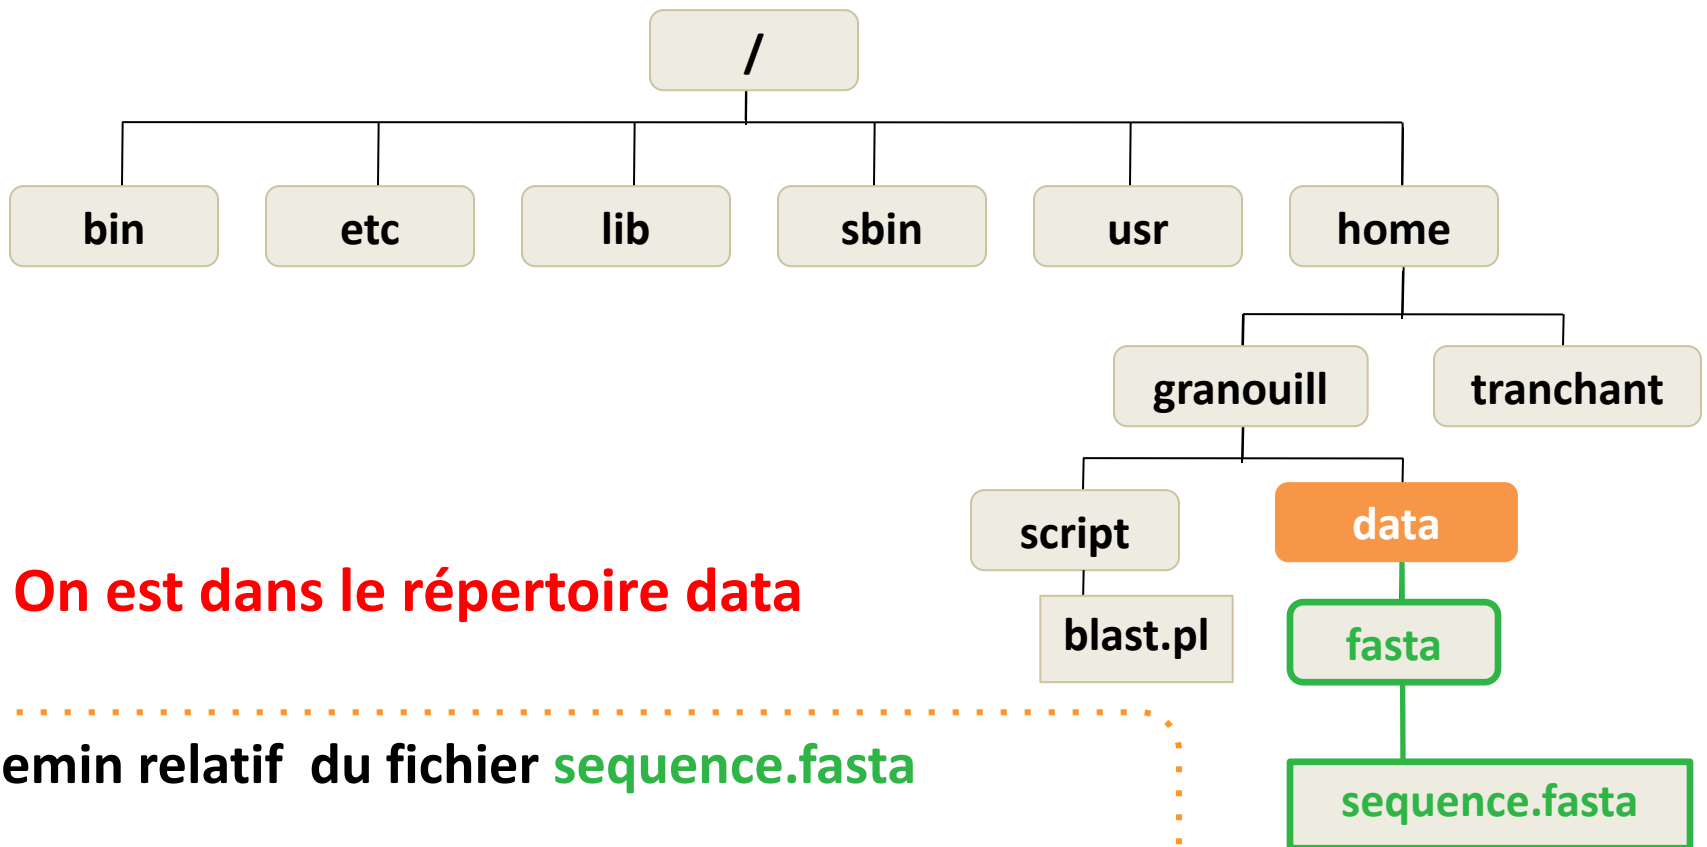 /
bin etc lib sbin usr home
granouill tranchant
script data
On est dans le répertoire data
blast.pl fasta
emin relatif du fichier sequence.fasta
sequence.fasta